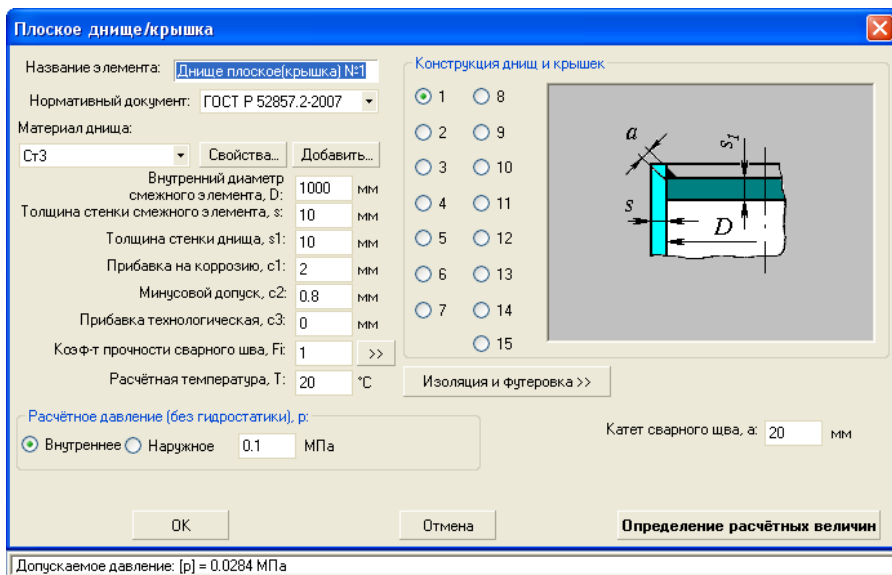 Плоское днище/крышка
Название элемента: Днище плоское(крышка) №1
Нормативный документ: ГОСТ Р 52857.2-2007
Материал днища:
Ст3 Свойства... Добавить...
Внутренний диаметр
смежного элемента, D: 1000 мм
Толщина стенки смежного элемента, s: 10 мм
Толщина стенки днища, s1: 10 мм
Прибавка на коррозию, c1: 2 мм
Минусовой допуск, c2: 0.8 мм
Прибавка технологическая, c3: 0 мм
Коэф-т прочности сварного шва, Fi: 1 >>
Расчётная температура, T: 20 °C
Расчётное давление (без гидростатики), p:
Внутреннее Наружное 0.1 МПа
Конструкция днищ и крышек
1 8
2 9
3 10
4 11
5 12
6 13
7 14
15
a
s1
s
D
Изоляция и футеровка >>
Катет сварного щва, a: 20 мм
OK Отмена Определение расчётных величин
Допускаемое давление: [p] = 0.0284 МПа